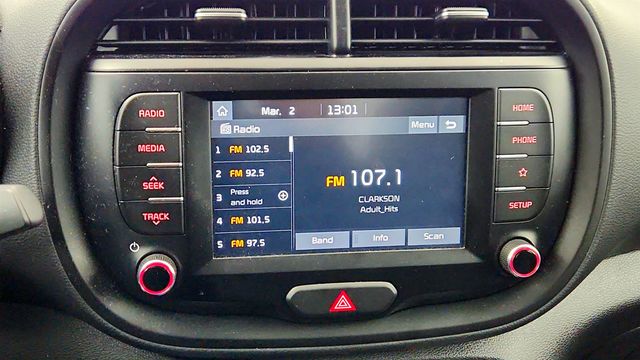 Mar. 2 13:01
Radio Menu
1 FM 102.5
2 FM 92.5
3 Press and hold
4 FM 101.5
5 FM 97.5
FM 107.1
CLARKSON
Adult_Hits
Band Info Scan
RADIO
MEDIA
SEEK
TRACK
HOME
PHONE
SETUP